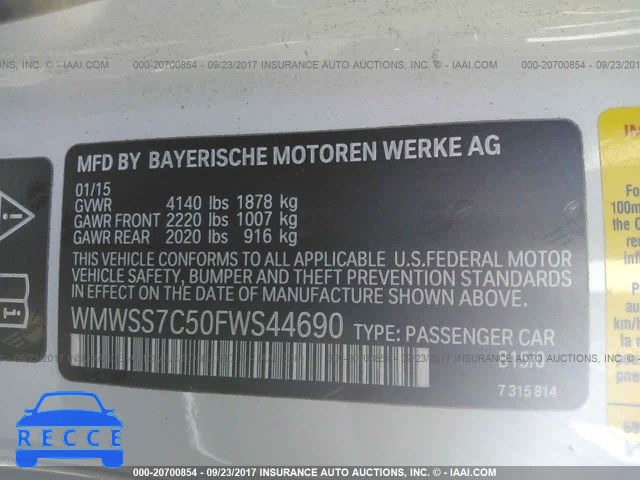 000-20700854 - 09/23/2017 INSURANCE AUTO AUCTIONS, INC. - © IAAI.COM
MFD BY BAYERISCHE MOTOREN WERKE AG
01/15
GVWR 4140 lbs 1878 kg
GAWR FRONT 2220 lbs 1007 kg
GAWR REAR 2020 lbs 916 kg
THIS VEHICLE CONFORMS TO ALL APPLICABLE U.S.FEDERAL MOTOR
VEHICLE SAFETY, BUMPER AND THEFT PREVENTION STANDARDS
IN EFFECT ON THE DATE OF MANUFACTURE SHOWN ABOVE.
WMWSS7C50FWS44690 TYPE: PASSENGER CAR
7 315 814
RECCE
000-20700854 - 09/23/2017 INSURANCE AUTO AUCTIONS, INC. - © IAAI.COM